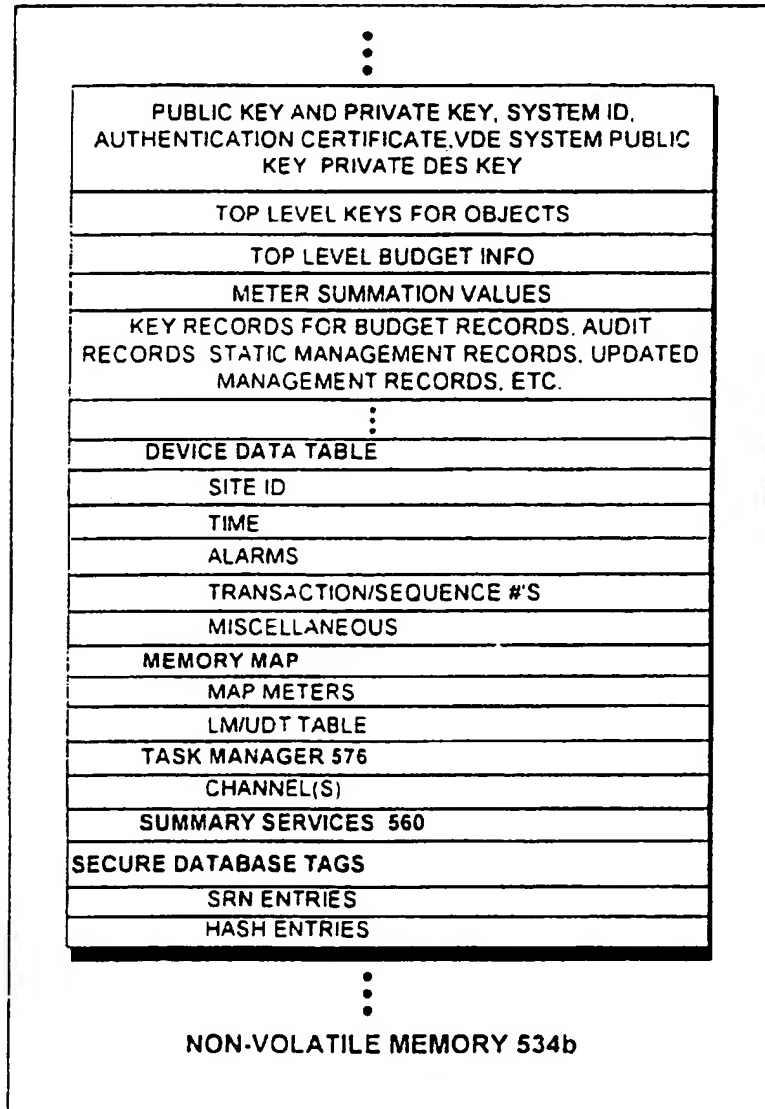 PUBLIC KEY AND PRIVATE KEY, SYSTEM ID,
AUTHENTICATION CERTIFICATE,VDE SYSTEM PUBLIC
KEY PRIVATE DES KEY
TOP LEVEL KEYS FOR OBJECTS
TOP LEVEL BUDGET INFO
METER SUMMATION VALUES
KEY RECORDS FOR BUDGET RECORDS, AUDIT
RECORDS STATIC MANAGEMENT RECORDS, UPDATED
MANAGEMENT RECORDS, ETC.
DEVICE DATA TABLE
SITE ID
TIME
ALARMS
TRANSACTION/SEQUENCE #'S
MISCELLANEOUS
MEMORY MAP
MAP METERS
LM/UDT TABLE
TASK MANAGER 576
CHANNEL(S)
SUMMARY SERVICES 560
SECURE DATABASE TAGS
SRN ENTRIES
HASH ENTRIES
NON-VOLATILE MEMORY 534b